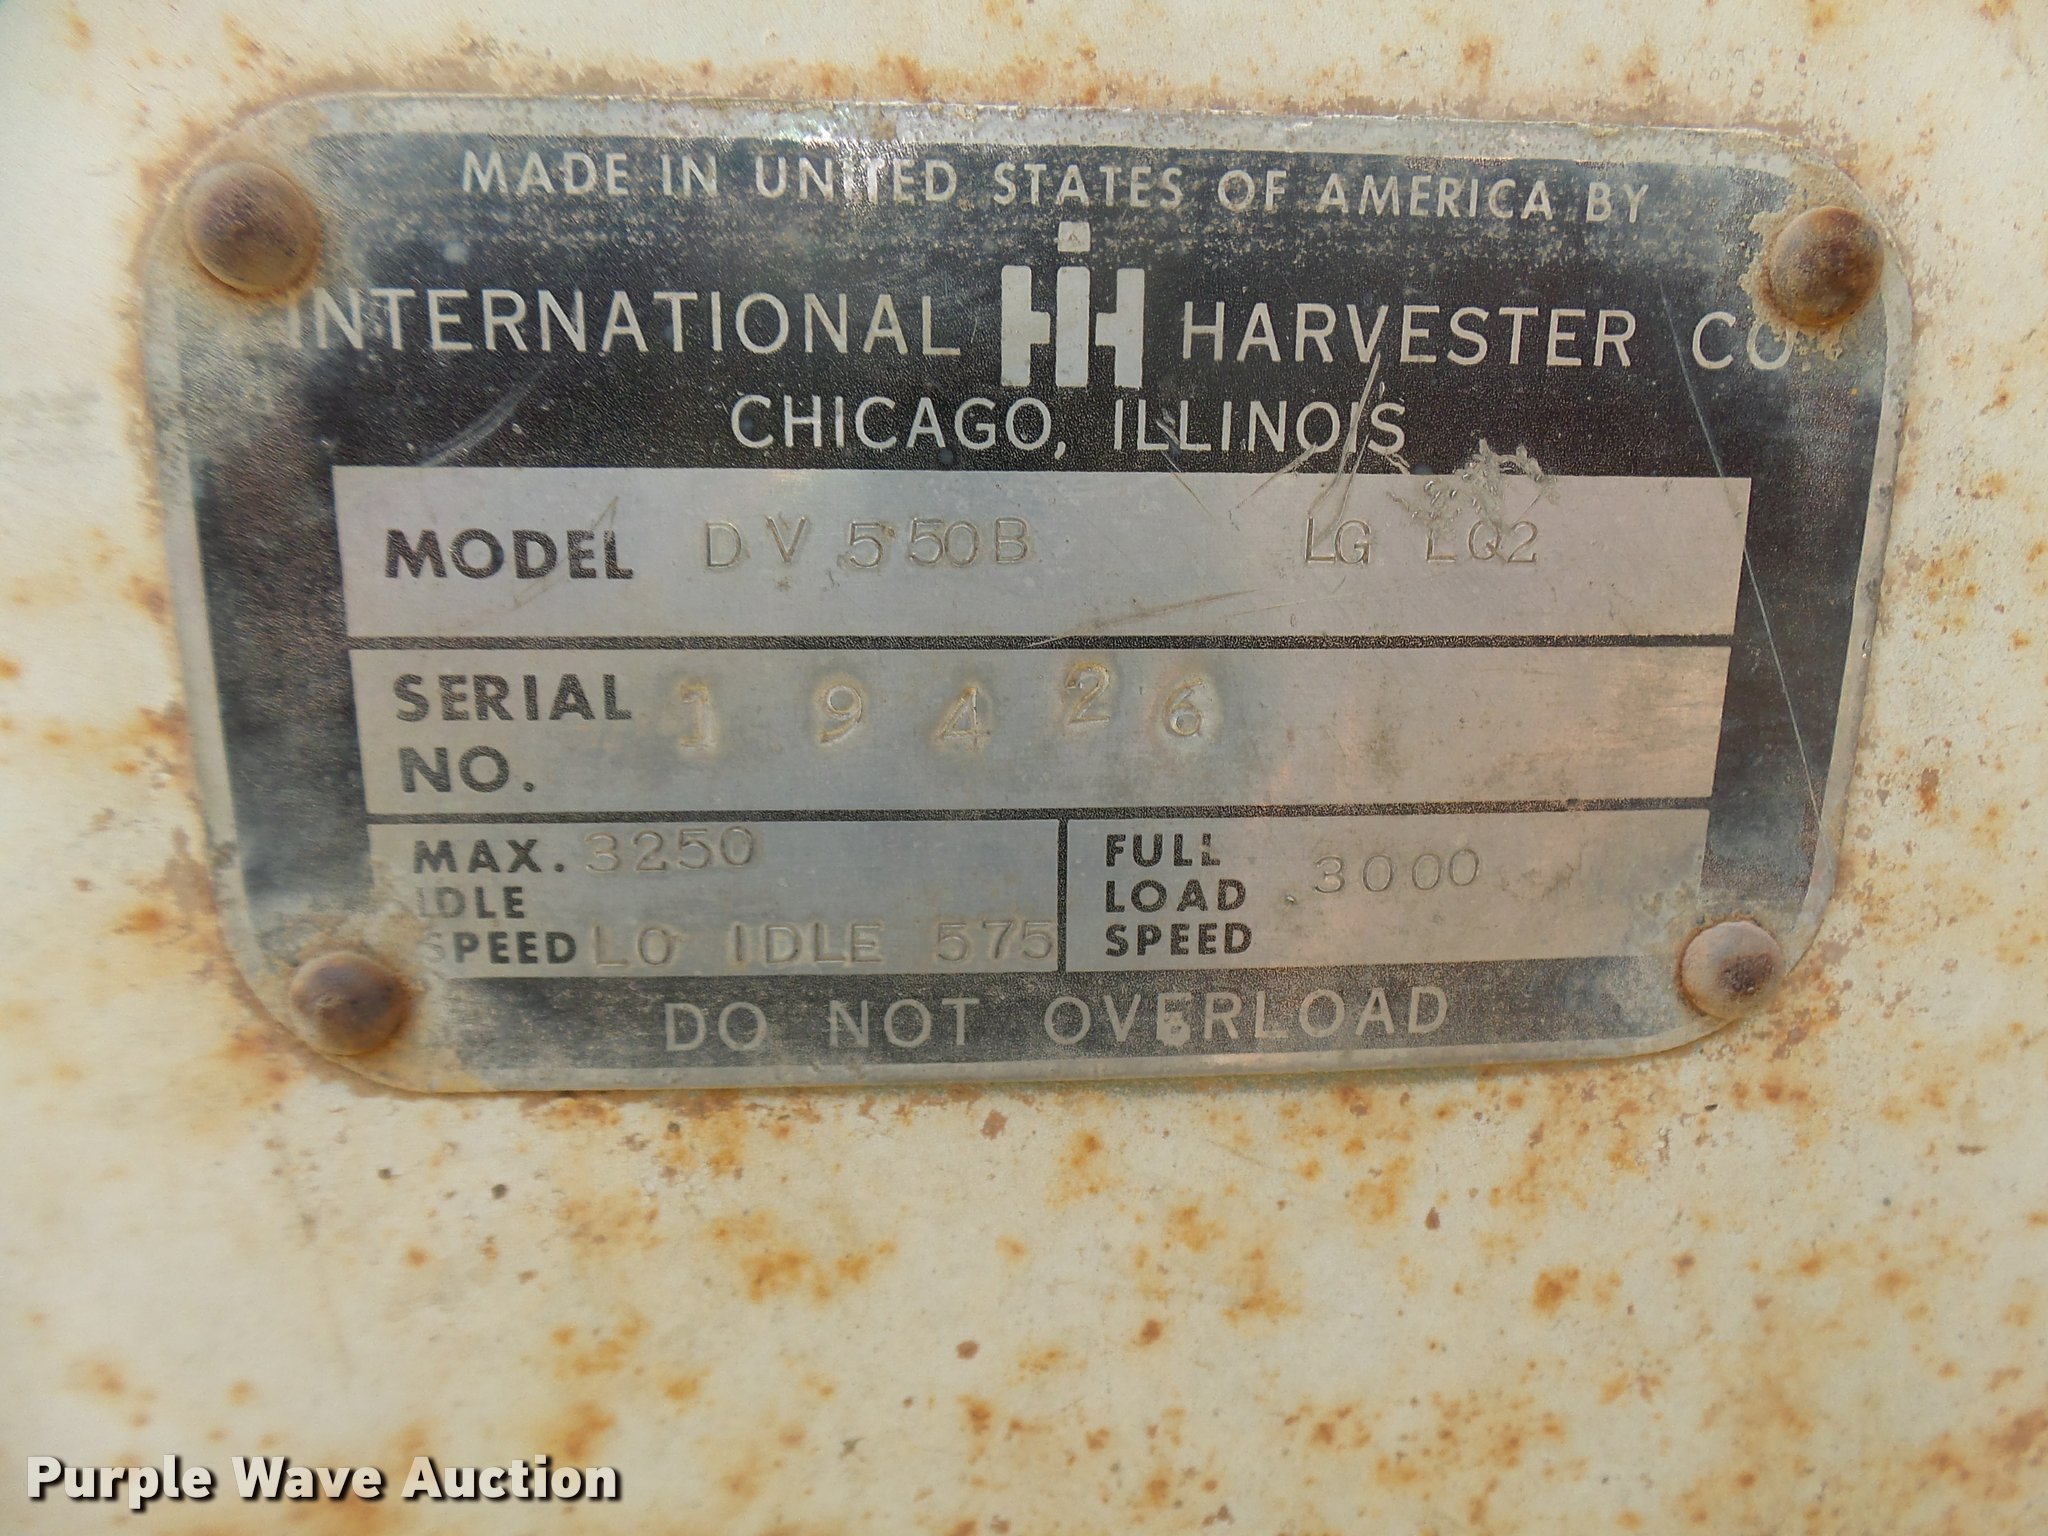 MADE IN UNITED STATES OF AMERICA BY
INTERNATIONAL IH HARVESTER CO
CHICAGO, ILLINOIS
MODEL DV 550B LG LQ2
SERIAL NO. 19426
MAX. IDLE SPEED 3250
LO IDLE 575
FULL LOAD SPEED 3000
DO NOT OVERLOAD
Purple Wave Auction